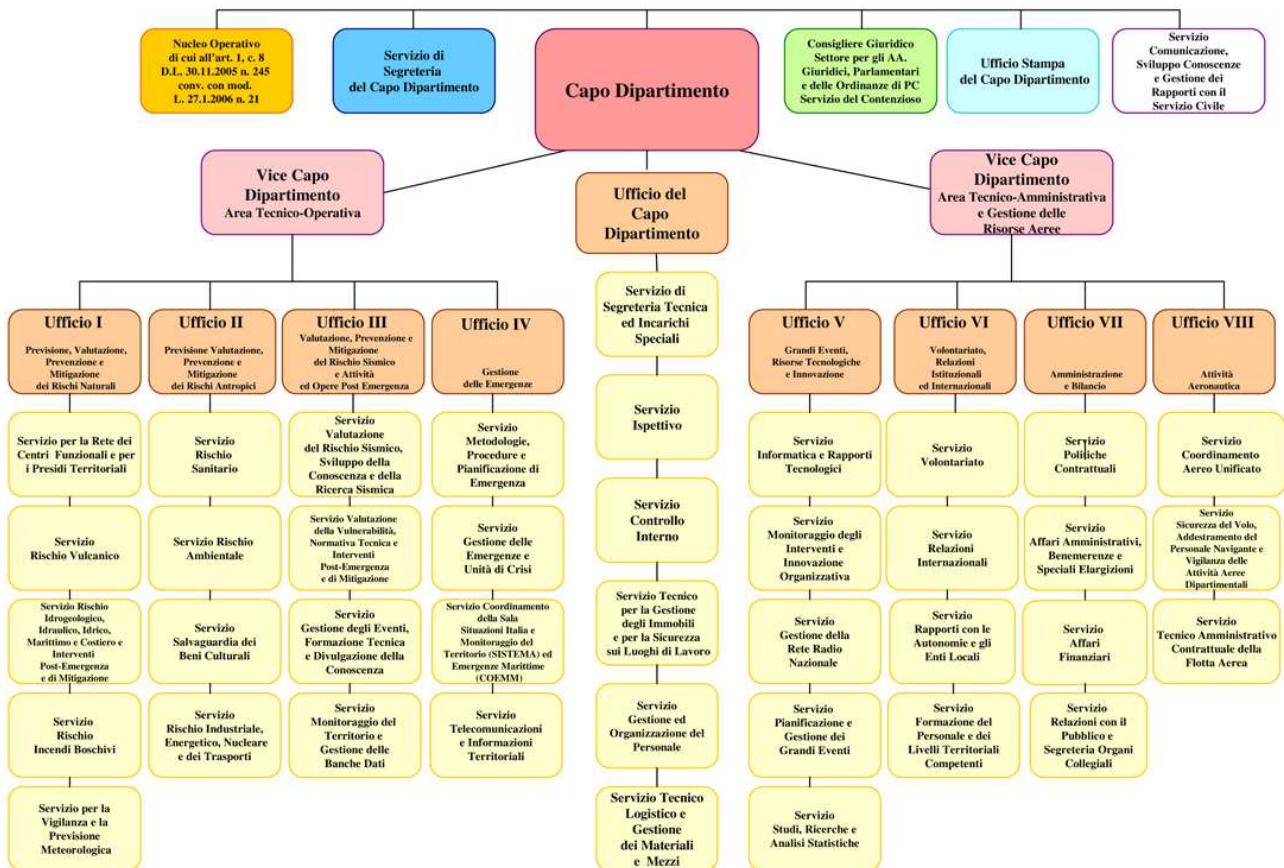 Nucleo Operativo
di cui all'art. 1, c. 8
D.L. 30.11.2005 n. 245
conv. con mod.
L. 27.1.2006 n. 21
Servizio di
Segreteria
del Capo Dipartimento
Capo Dipartimento
Consigliere Giuridico
Settore per gli AA.
Giuridici, Parlamentari
e delle Ordinanze di PC
Servizio del Contenzioso
Ufficio Stampa
del Capo Dipartimento
Servizio
Comunicazione,
Sviluppo Conoscenze
e Gestione dei
Rapporti con il
Servizio Civile
Vice Capo
Dipartimento
Area Tecnico-Operativa
Ufficio del
Capo
Dipartimento
Vice Capo
Dipartimento
Area Tecnico-Amministrativa
e Gestione delle
Risorse Aeree
Ufficio I
Previsione, Valutazione,
Prevenzione e
Mitigazione
dei Rischi Naturali
Servizio per la Rete dei
Centri Funzionali e per
i Presidi Territoriali
Servizio
Rischio Vulcanico
Servizio Rischio
Idrogeologico,
Idraulico, Idrico,
Marittimo e Costiero e
Interventi
Post-Emergenza
e di Mitigazione
Servizio
Rischio
Incendi Boschivi
Servizio per la
Vigilanza e la
Previsione
Meteorologica
Ufficio II
Previsione Valutazione,
Prevenzione e
Mitigazione
dei Rischi Antropici
Servizio
Rischio
Sanitario
Servizio Rischio
Ambientale
Servizio
Salvaguardia dei
Beni Culturali
Servizio
Rischio Industriale,
Energetico, Nucleare
e dei Trasporti
Ufficio III
Valutazione, Prevenzione e
Mitigazione
del Rischio Sismico
e Attività
ed Opere Post Emergenza
Servizio
Valutazione
del Rischio Sismico,
Sviluppo della
Conoscenza e della
Ricerca Sismica
Servizio Valutazione
della Vulnerabilità,
Normativa Tecnica e
Interventi
Post-Emergenza
e di Mitigazione
Servizio
Gestione degli Eventi,
Formazione Tecnica
e Divulgazione della
Conoscenza
Servizio
Monitoraggio del
Territorio e
Gestione delle
Banche Dati
Ufficio IV
Gestione
delle Emergenze
Servizio
Metodologie,
Procedure e
Pianificazione di
Emergenza
Servizio
Gestione delle
Emergenze e
Unità di Crisi
Servizio Coordinamento
della Sala
Situazioni Italia e
Monitoraggio del
Territorio (SISTEMA) ed
Emergenze Marittime
(COEMM)
Servizio
Telecomunicazioni
e Informazioni
Territoriali
Servizio di
Segreteria Tecnica
ed Incarichi
Speciali
Servizio
Ispettivo
Servizio
Controllo
Interno
Servizio Tecnico
per la Gestione
degli Immobili
e per la Sicurezza
sui Luoghi di Lavoro
Servizio
Gestione ed
Organizzazione del
Personale
Servizio Tecnico
Logistico e
Gestione
dei Materiali
e Mezzi
Ufficio V
Grandi Eventi,
Risorse Tecnologiche
e Innovazione
Servizio
Informatica e Rapporti
Tecnologici
Servizio
Monitoraggio degli
Interventi e
Innovazione
Organizzativa
Servizio
Gestione della
Rete Radio
Nazionale
Servizio
Pianificazione e
Gestione dei
Grandi Eventi
Servizio
Studi, Ricerche e
Analisi Statistiche
Ufficio VI
Volontariato,
Relazioni
Istituzionali
ed Internazionali
Servizio
Volontariato
Servizio
Relazioni
Internazionali
Servizio
Rapporti con le
Autonomie e gli
Enti Locali
Servizio
Formazione del
Personale e dei
Livelli Territoriali
Competenti
Ufficio VII
Amministrazione
e Bilancio
Servizio
Politiche
Contrattuali
Servizio
Affari Amministrativi,
Benemerenze e
Speciali Elargizioni
Servizio
Affari
Finanziari
Servizio
Relazioni con il
Pubblico e
Segreteria Organi
Collegiali
Ufficio VIII
Attività
Aeronautica
Servizio
Coordinamento
Aereo Unificato
Servizio
Sicurezza del Volo,
Addestramento del
Personale Navigante e
Vigilanza delle
Attività Aeree
Dipartimentali
Servizio
Tecnico Amministrativo
Contrattuale della
Flotta Aerea